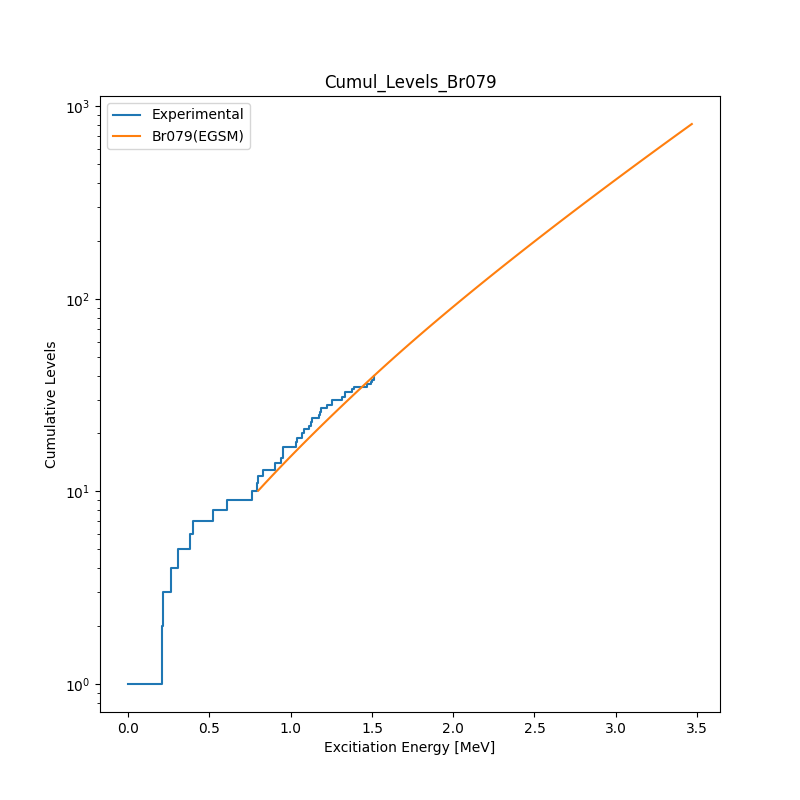 Cumul_Levels_Br079
Experimental
Br079(EGSM)
10³
10²
10¹
10⁰
Cumulative Levels
0.0 0.5 1.0 1.5 2.0 2.5 3.0 3.5
Excitiation Energy [MeV]